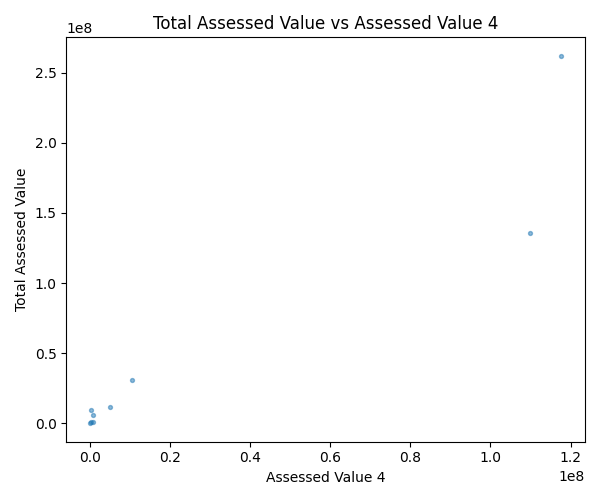 Total Assessed Value vs Assessed Value 4
1e8
2.5
2.0
1.5
1.0
0.5
0.0
Total Assessed Value
0.0 0.2 0.4 0.6 0.8 1.0 1.2
1e8
Assessed Value 4